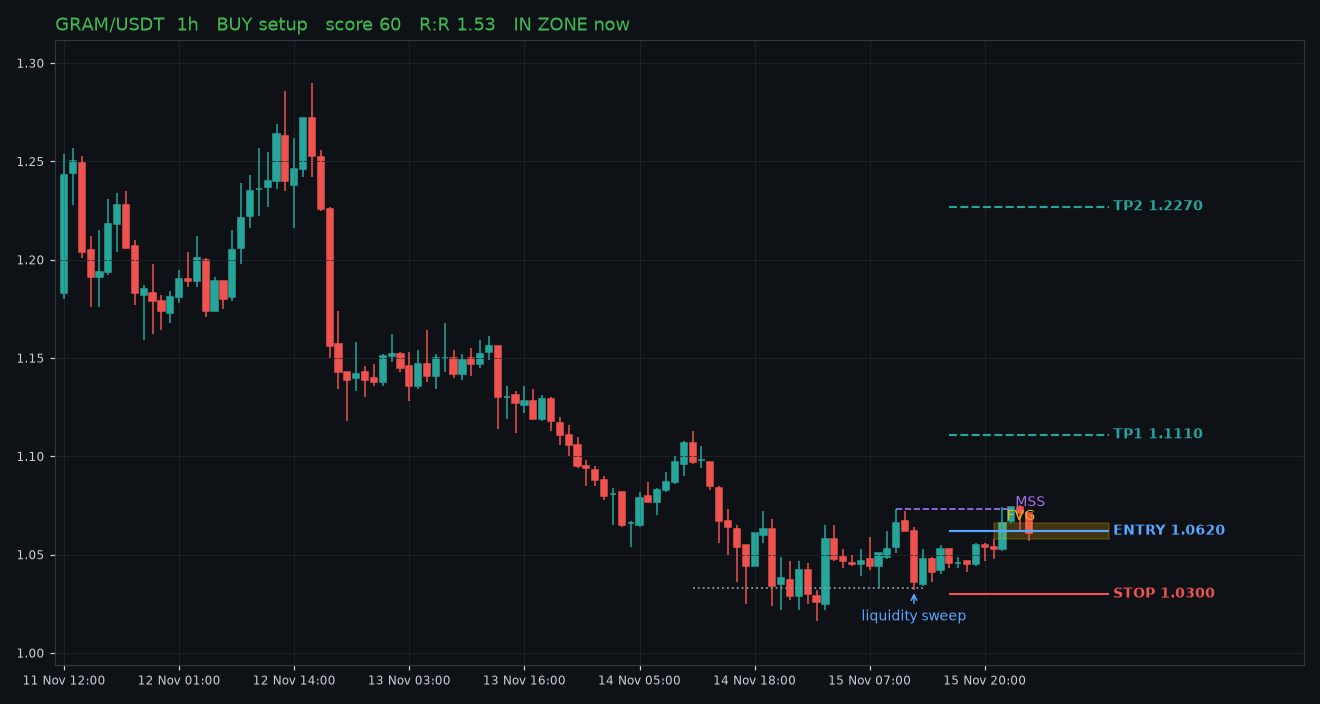 GRAM/USDT 1h BUY setup score 60 R:R 1.53 IN ZONE now
1.30
1.25
TP2 1.2270
1.20
1.15
TP1 1.1110
1.10
MSS
FVG
ENTRY 1.0620
1.05
STOP 1.0300
liquidity sweep
1.00
11 Nov 12:00 12 Nov 01:00 12 Nov 14:00 13 Nov 03:00 13 Nov 16:00 14 Nov 05:00 14 Nov 18:00 15 Nov 07:00 15 Nov 20:00